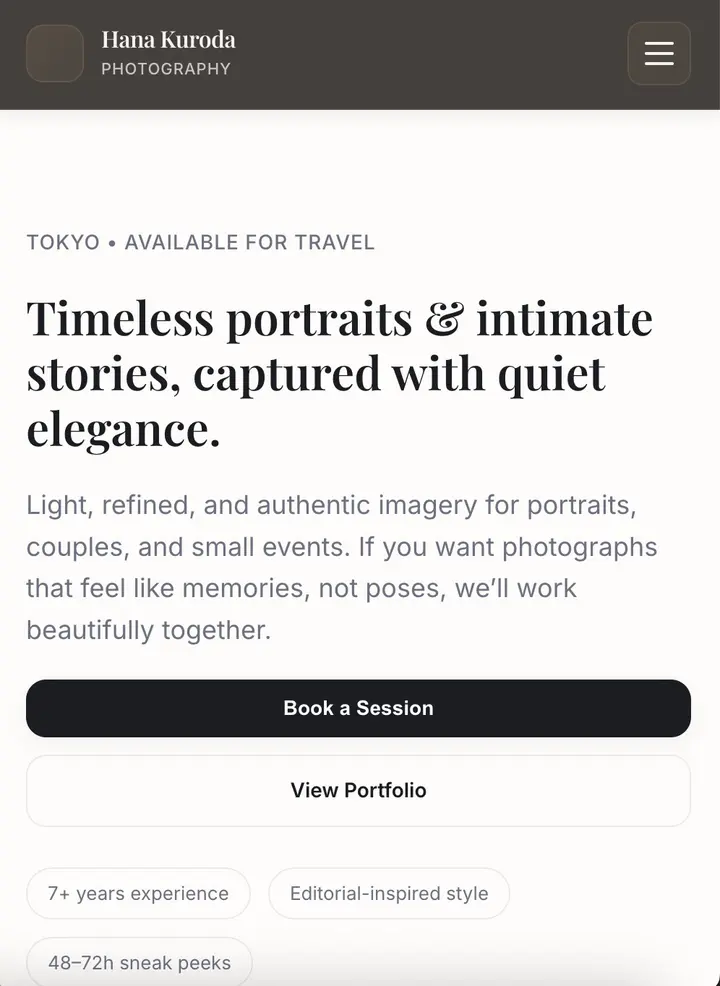 Hana Kuroda
PHOTOGRAPHY
TOKYO • AVAILABLE FOR TRAVEL
Timeless portraits & intimate
stories, captured with quiet
elegance.
Light, refined, and authentic imagery for portraits,
couples, and small events. If you want photographs
that feel like memories, not poses, we’ll work
beautifully together.
Book a Session
View Portfolio
7+ years experience
Editorial-inspired style
48–72h sneak peeks